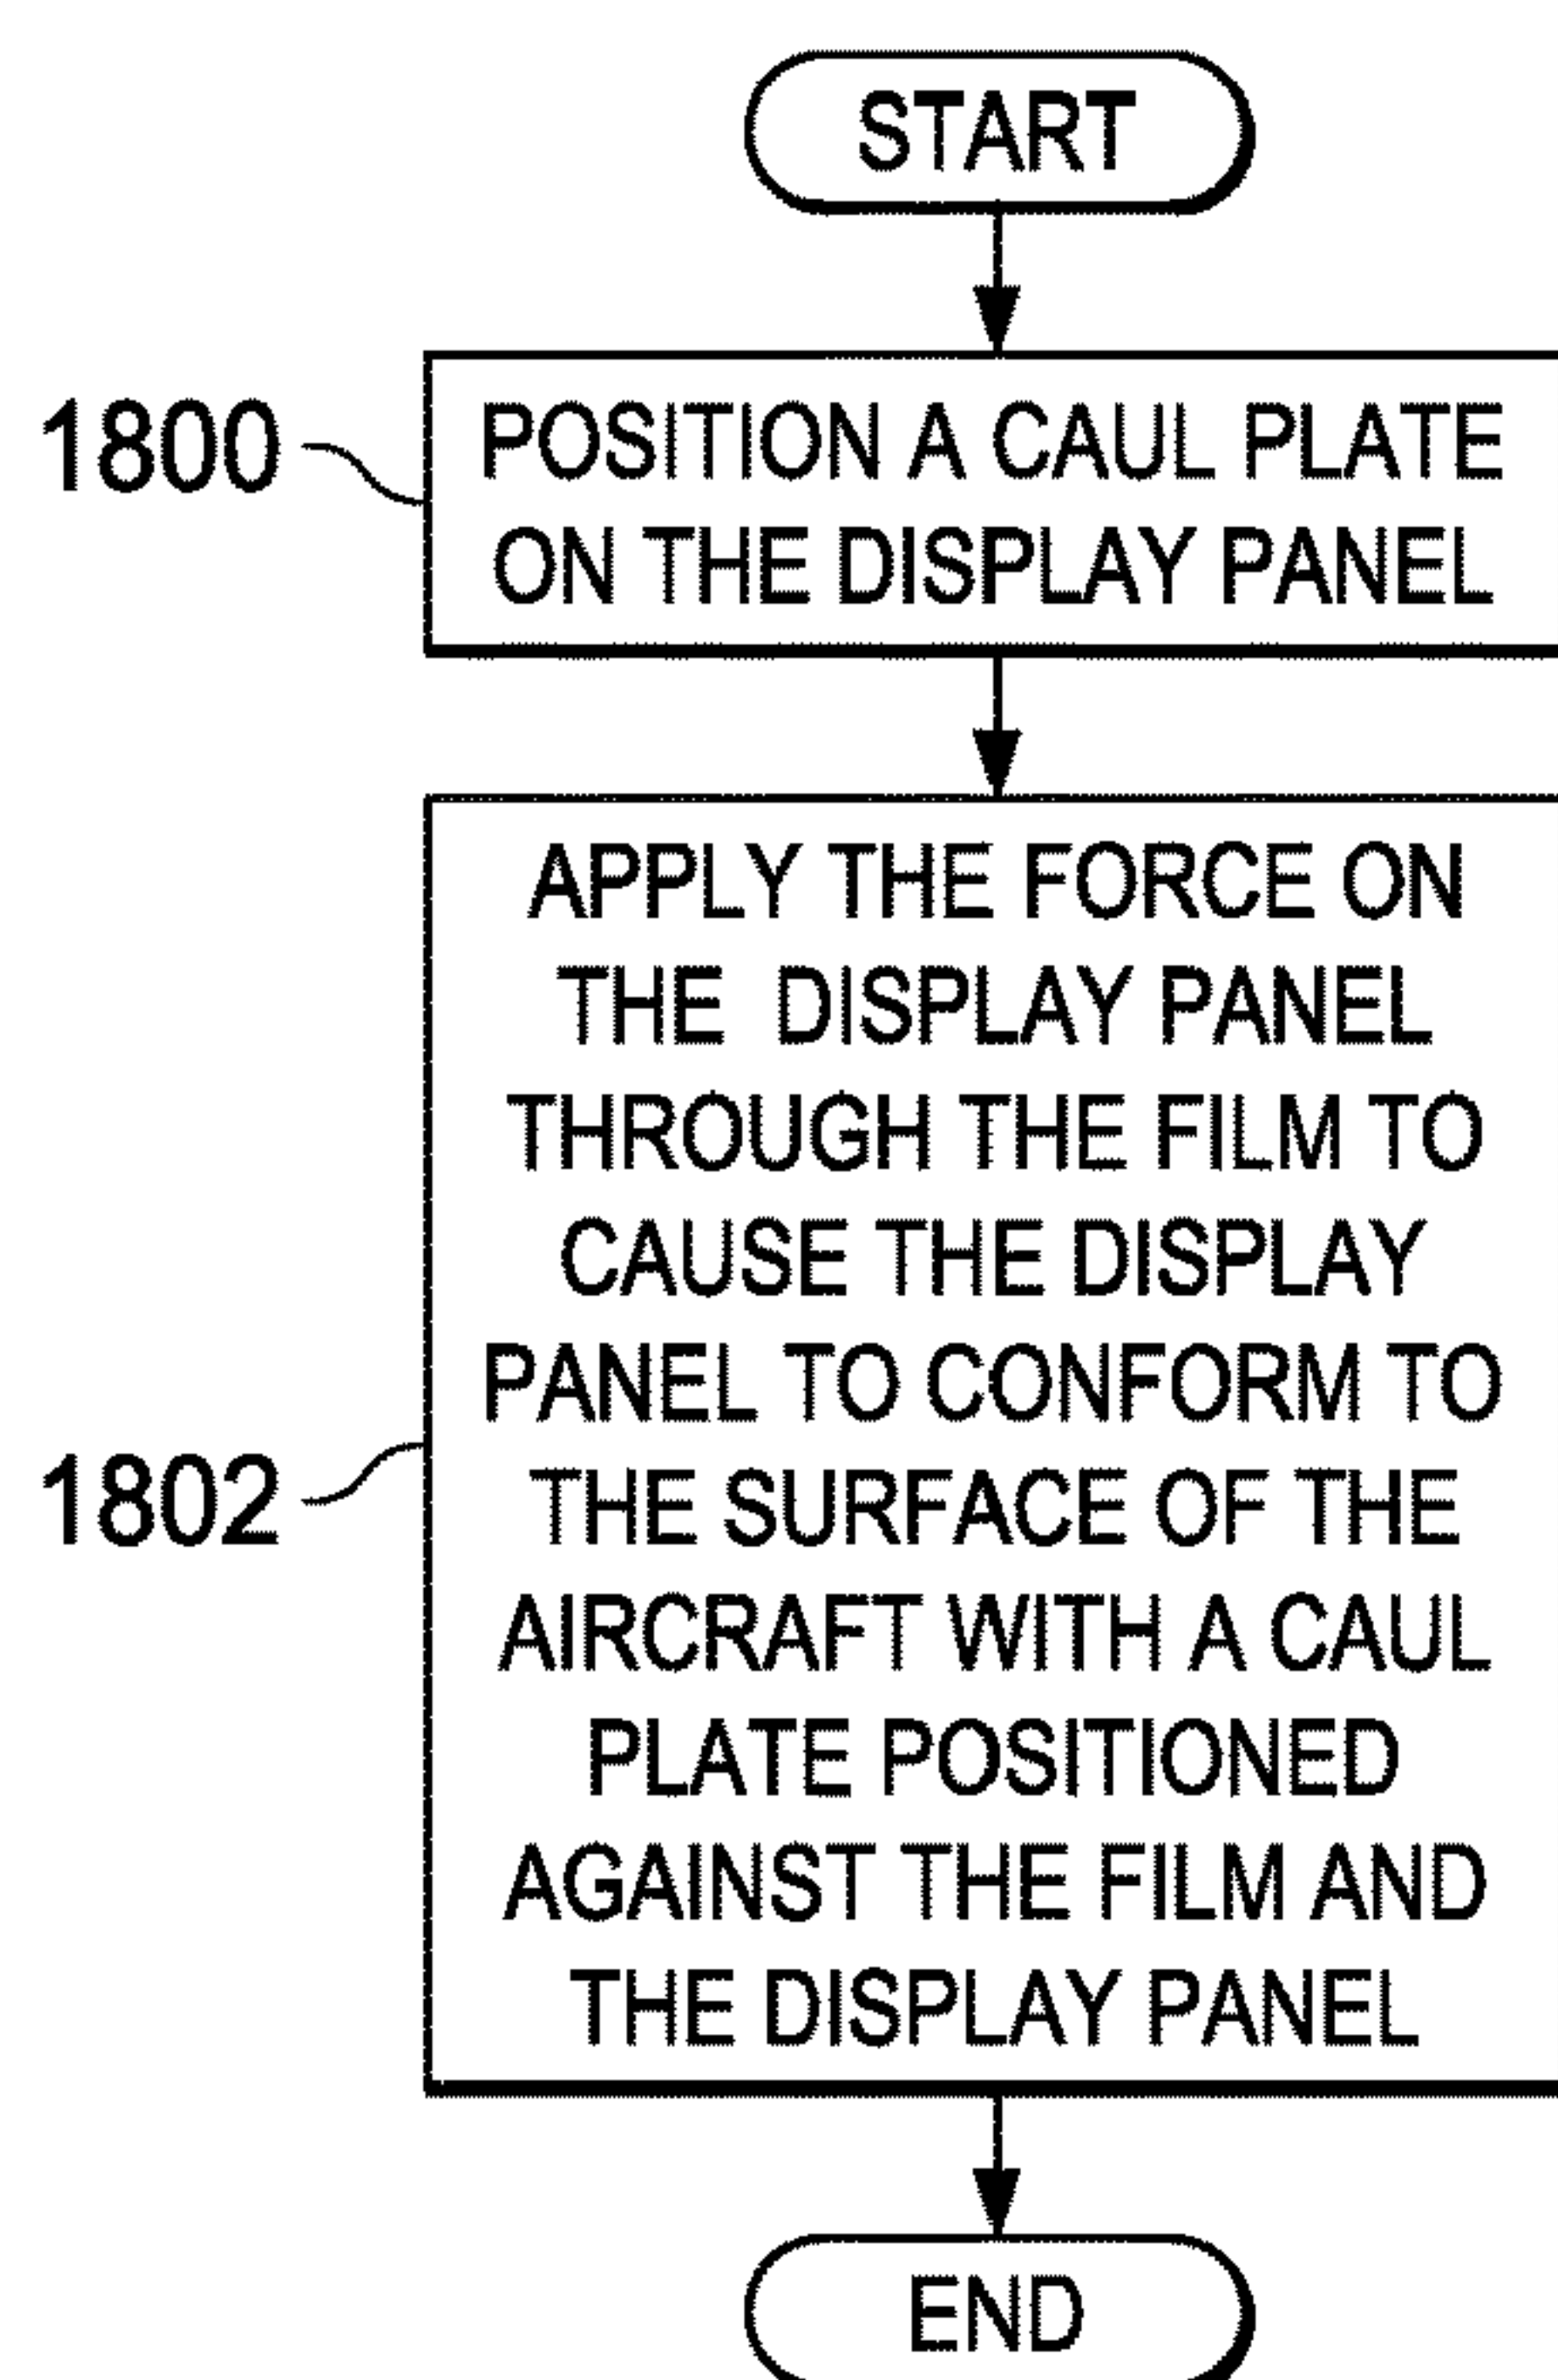 START
1800
POSITION A CAUL PLATE
ON THE DISPLAY PANEL
APPLY THE FORCE ON
THE DISPLAY PANEL
THROUGH THE FILM TO
CAUSE THE DISPLAY
PANEL TO CONFORM TO
THE SURFACE OF THE
AIRCRAFT WITH A CAUL
PLATE POSITIONED
AGAINST THE FILM AND
THE DISPLAY PANEL
1802
END